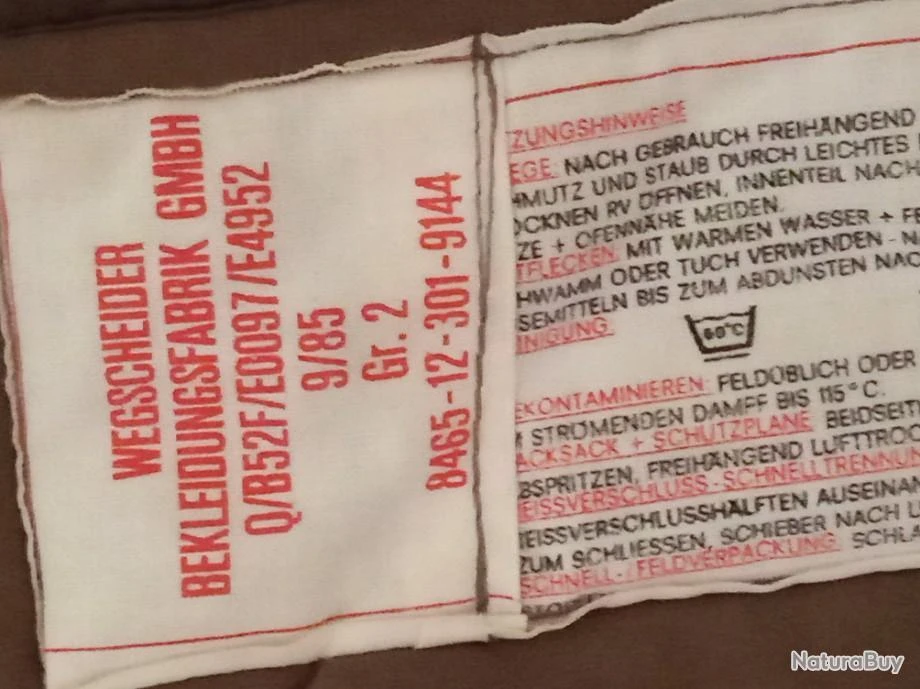 WEGSCHEIDER
BEKLEIDUNGSFABRIK GMBH
Q/B52F/E0097/E4952
9/85
Gr. 2
8465-12-301-9144
ZUNGSHINWEISE
EGE: NACH GEBRAUCH FREIHÄNGEND
HMUTZ UND STAUB DURCH LEICHTES
OCKNEN RV ÖFFNEN, INNENTEIL NACH
ZE + OFENNÄHE MEIDEN.
TFLECKEN: MIT WARMEN WASSER + FE
HWAMM ODER TUCH VERWENDEN - N
SEMITTELN BIS ZUM ABDUNSTEN NAC
INIGUNG:
60°C
EKONTAMINIEREN: FELDÜBLICH ODER
STRÖMENDEN DAMPF BIS 115°C.
ACKSACK + SCHUTZPLANE BEIDSEIT
BSPRITZEN, FREIHÄNGEND LUFTTROC
EISSVERSCHLUSS-SCHNELLTRENNUN
EISSVERSCHLUSSHÄLFTEN AUSEINAN
ZUM SCHLIESSEN, SCHIEBER NACH U
SCHNELL-/FELDVERPACKUNG: SCHLA
NaturaBuy